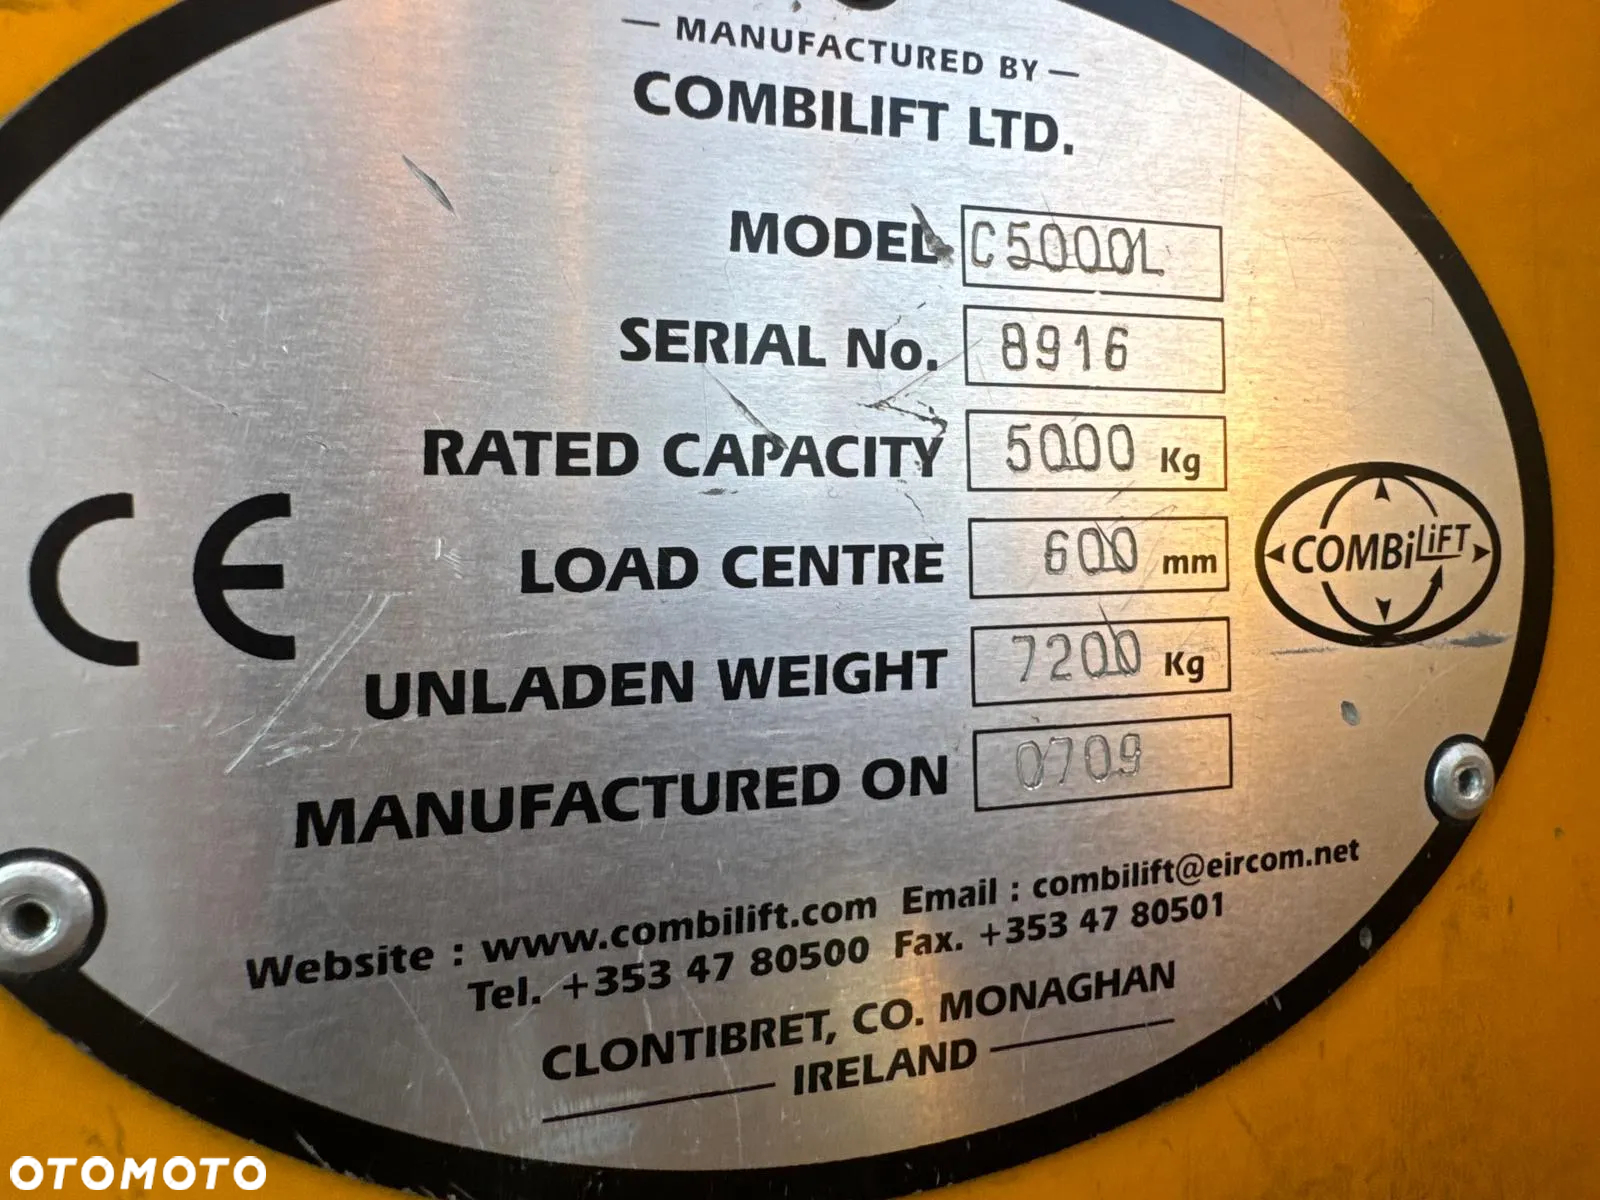 — MANUFACTURED BY —
COMBILIFT LTD.
MODEL C5000L
SERIAL No. 8916
RATED CAPACITY 5000 Kg
LOAD CENTRE 600 mm
UNLADEN WEIGHT 7200 Kg
MANUFACTURED ON 0709
CE
COMBiLiFT
Website : www.combilift.com Email : combilift@eircom.net
Tel. +353 47 80500 Fax. +353 47 80501
CLONTIBRET, CO. MONAGHAN
IRELAND
OTOMOTO